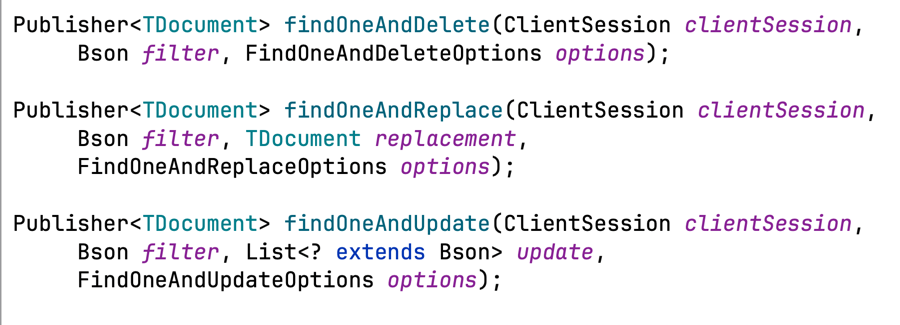 Publisher<TDocument> findOneAndDelete(ClientSession clientSession,
Bson filter, FindOneAndDeleteOptions options);
Publisher<TDocument> findOneAndReplace(ClientSession clientSession,
Bson filter, TDocument replacement,
FindOneAndReplaceOptions options);
Publisher<TDocument> findOneAndUpdate(ClientSession clientSession,
Bson filter, List<? extends Bson> update,
FindOneAndUpdateOptions options);